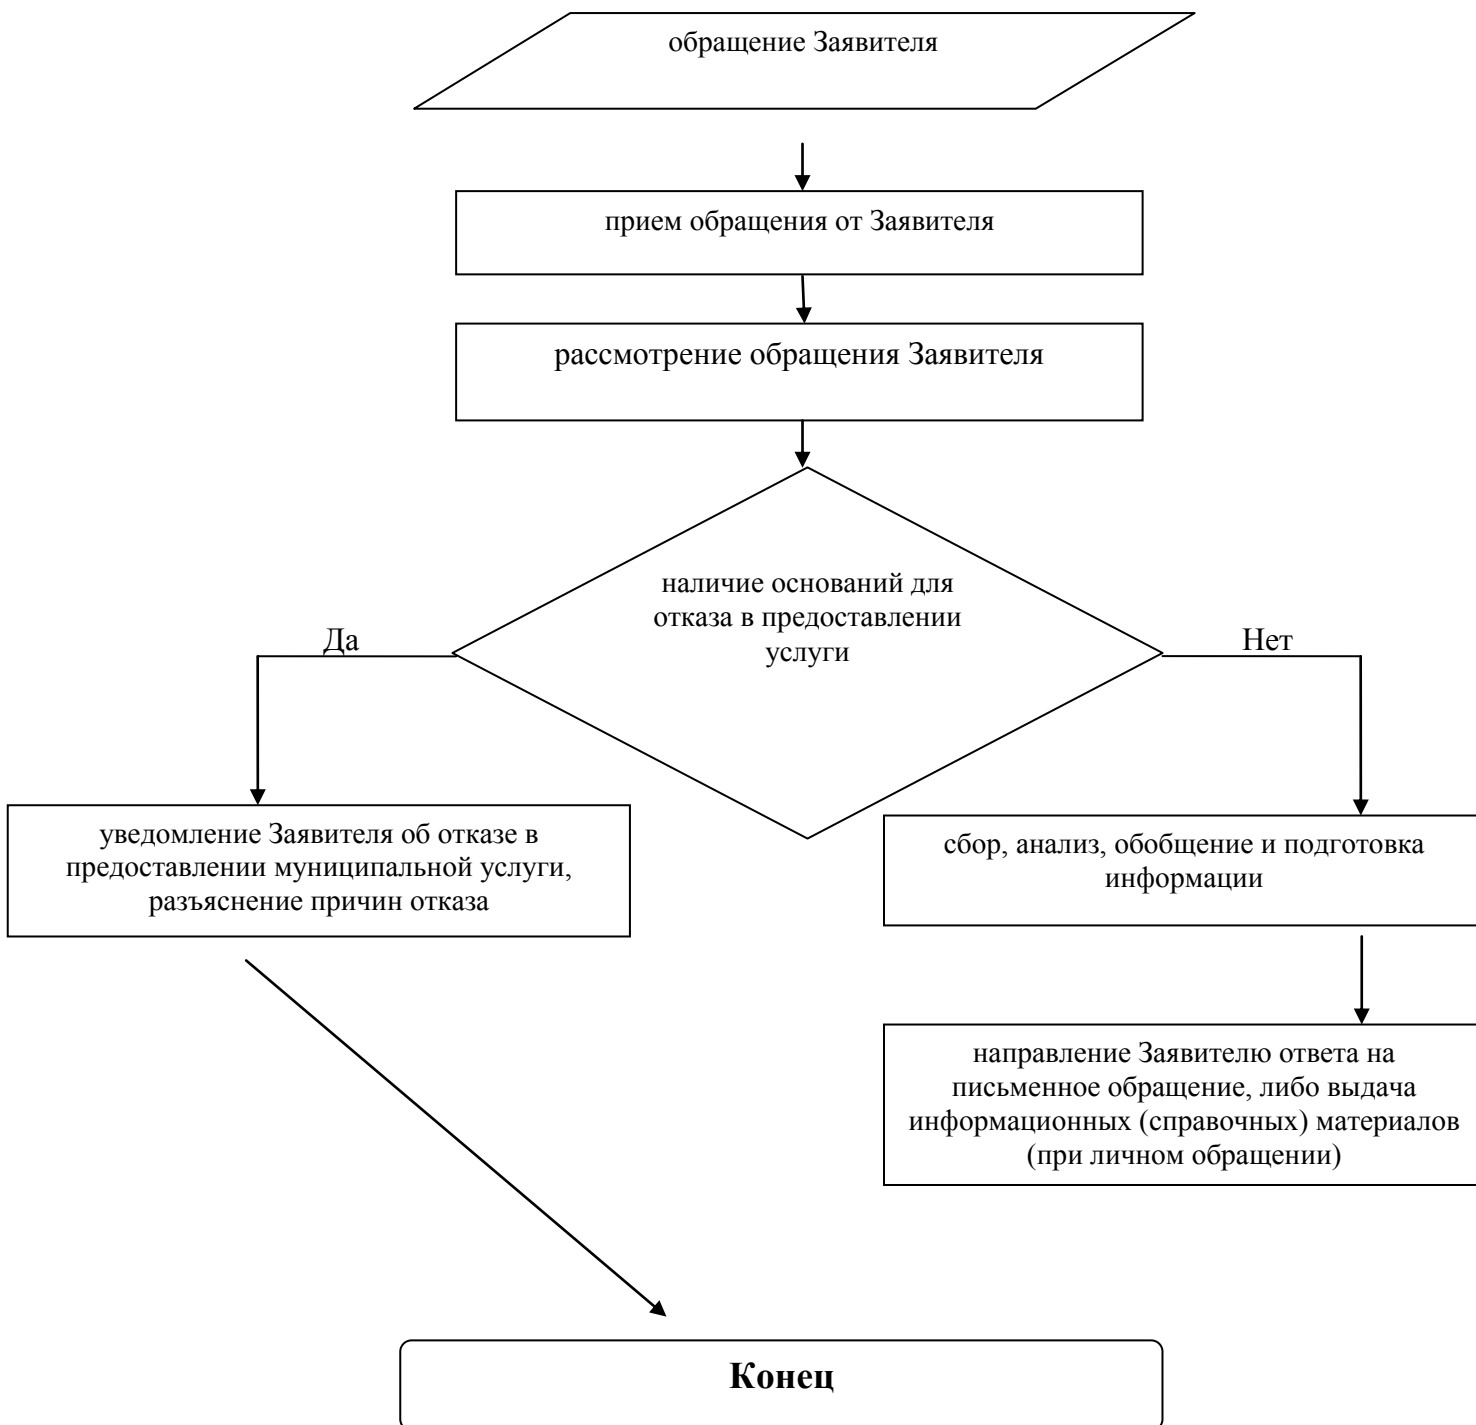 обращение Заявителя
прием обращения от Заявителя
рассмотрение обращения Заявителя
наличие оснований для
отказа в предоставлении
услуги
Да
Нет
уведомление Заявителя об отказе в
предоставлении муниципальной услуги,
разъяснение причин отказа
сбор, анализ, обобщение и подготовка
информации
направление Заявителю ответа на
письменное обращение, либо выдача
информационных (справочных) материалов
(при личном обращении)
Конец